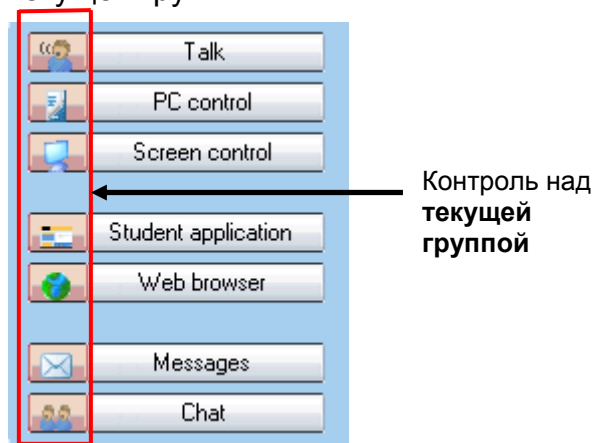 Talk
PC control
Screen control
Контроль над
текущей
группой
Student application
Web browser
Messages
Chat